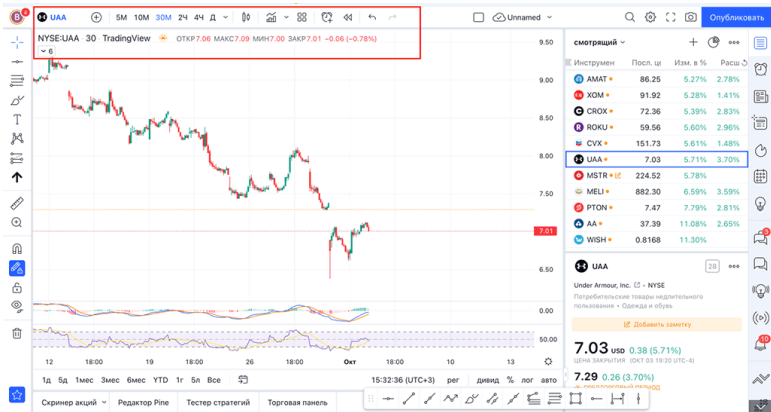 B 4 UAA 5М 10М 30М 2Ч 4Ч Д Unnamed Опубликовать
NYSE:UAA · 30 · TradingView ОТКР7.06 МАКС7.09 МИН7.00 ЗАКР7.01 −0.06 (−0.78%)
6
9.50
9.00
8.50
8.00
7.50
7.01
6.50
0.00
50.00
12 18:00 19 18:00 26 18:00 Окт 18:00 10 13
1д 5д 1мес 3мес 6мес YTD 1г 5л Все 15:32:36 (UTC+3) рег дивид % лог авто
Скринер акций Редактор Pine Тестер стратегий Торговая панель
смотрящий
Инструмен Посл. ц Изм. в % Расш
AMAT 86.25 5.27% 2.78%
XOM 91.92 5.28% 1.41%
CROX 72.36 5.39% 2.83%
ROKU 59.56 5.60% 2.96%
CVX 151.73 5.61% 1.48%
UAA 7.03 5.71% 3.70%
MSTR 224.52 5.78%
MELI 882.30 6.59% 3.59%
PTON 7.47 7.79% 2.81%
AA 37.39 11.08% 2.65%
WISH 0.8168 11.30%
UAA 28
Under Armour, Inc. · NYSE
Потребительские товары недлительного
пользования · Одежда и обувь
Добавить заметку
7.03 USD 0.38 (5.71%)
ЦЕНА ЗАКРЫТИЯ (ОКТ 03 19:20 UTC-4)
7.29 0.26 (3.70%)